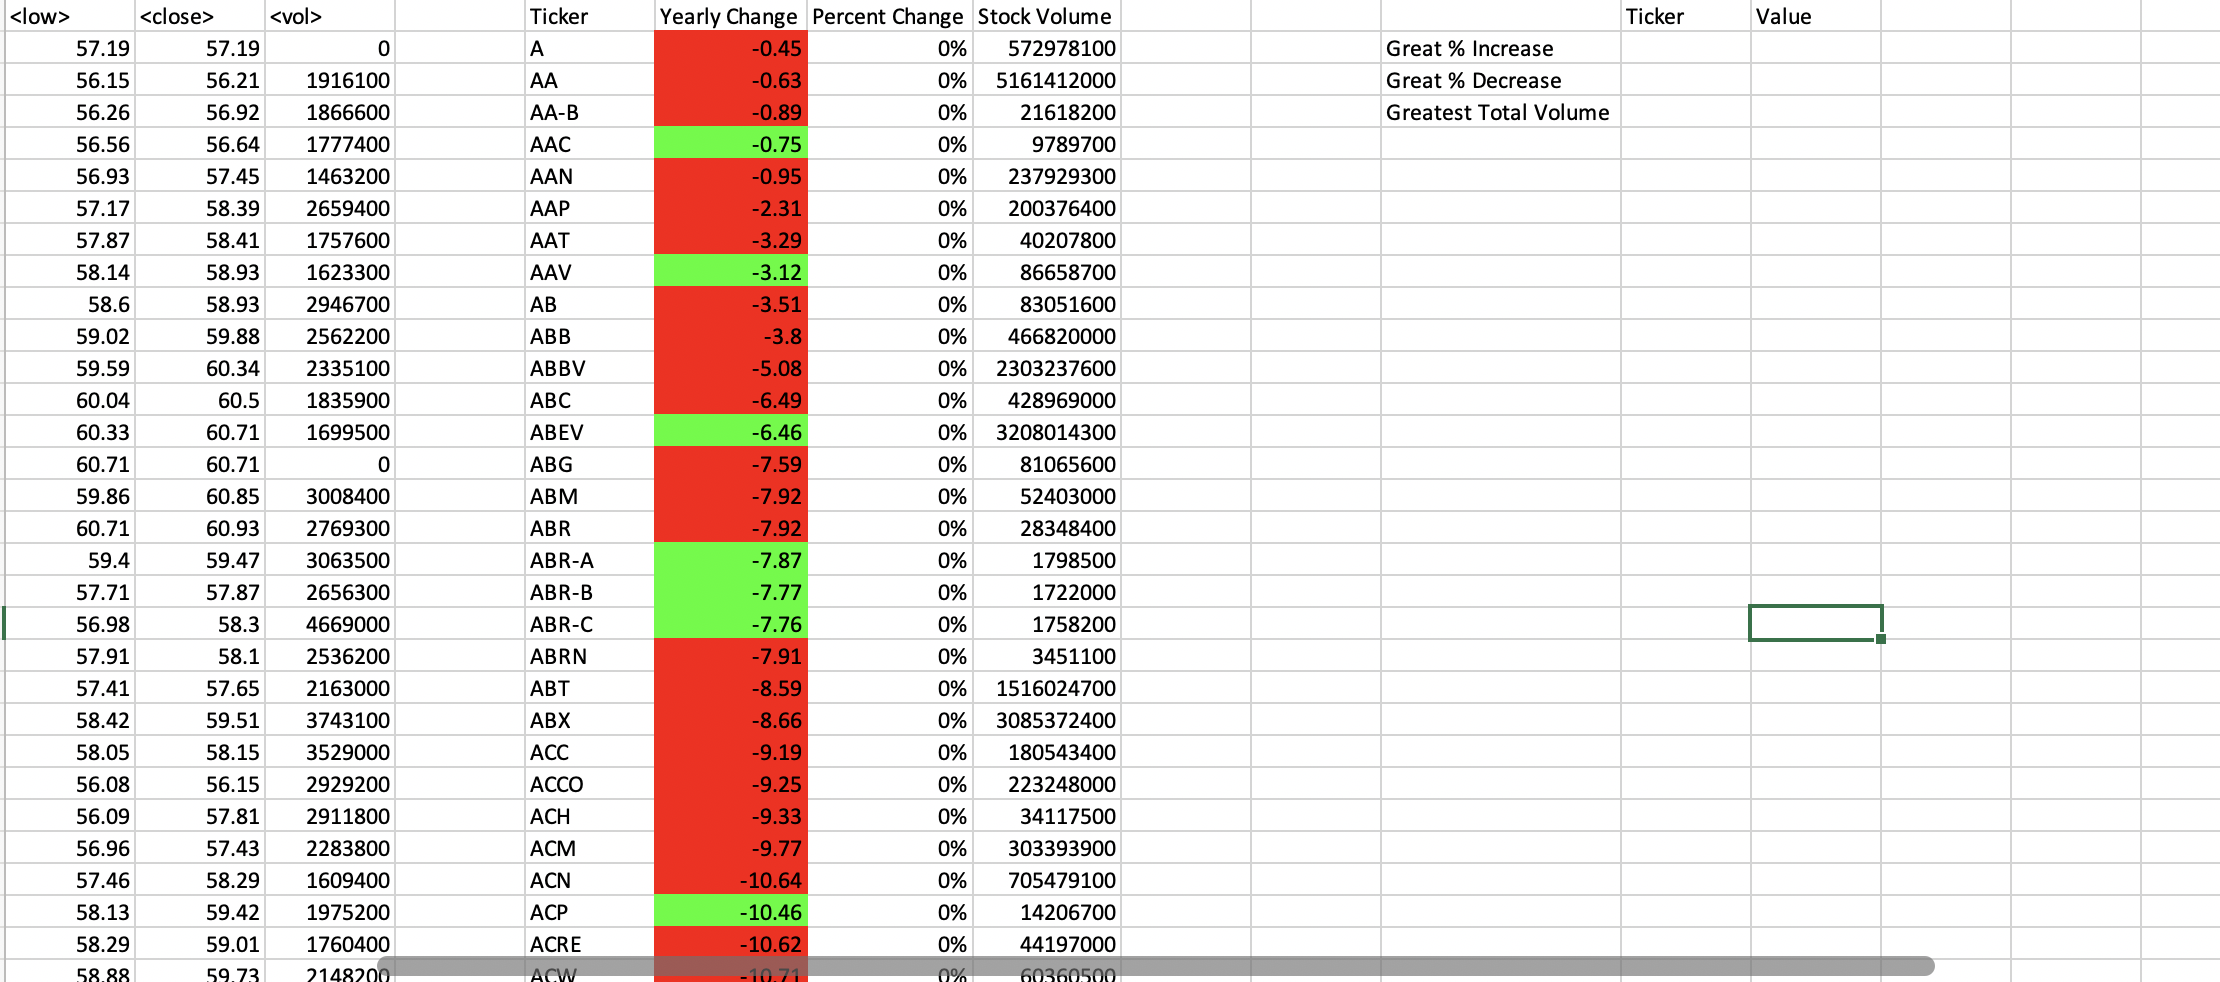 <low> <close> <vol> Ticker Yearly Change Percent Change Stock Volume Ticker Value
57.19 57.19 0 A -0.45 0% 572978100 Great % Increase
56.15 56.21 1916100 AA -0.63 0% 5161412000 Great % Decrease
56.26 56.92 1866600 AA-B -0.89 0% 21618200 Greatest Total Volume
56.56 56.64 1777400 AAC -0.75 0% 9789700
56.93 57.45 1463200 AAN -0.95 0% 237929300
57.17 58.39 2659400 AAP -2.31 0% 200376400
57.87 58.41 1757600 AAT -3.29 0% 40207800
58.14 58.93 1623300 AAV -3.12 0% 86658700
58.6 58.93 2946700 AB -3.51 0% 83051600
59.02 59.88 2562200 ABB -3.8 0% 466820000
59.59 60.34 2335100 ABBV -5.08 0% 2303237600
60.04 60.5 1835900 ABC -6.49 0% 428969000
60.33 60.71 1699500 ABEV -6.46 0% 3208014300
60.71 60.71 0 ABG -7.59 0% 81065600
59.86 60.85 3008400 ABM -7.92 0% 52403000
60.71 60.93 2769300 ABR -7.92 0% 28348400
59.4 59.47 3063500 ABR-A -7.87 0% 1798500
57.71 57.87 2656300 ABR-B -7.77 0% 1722000
56.98 58.3 4669000 ABR-C -7.76 0% 1758200
57.91 58.1 2536200 ABRN -7.91 0% 3451100
57.41 57.65 2163000 ABT -8.59 0% 1516024700
58.42 59.51 3743100 ABX -8.66 0% 3085372400
58.05 58.15 3529000 ACC -9.19 0% 180543400
56.08 56.15 2929200 ACCO -9.25 0% 223248000
56.09 57.81 2911800 ACH -9.33 0% 34117500
56.96 57.43 2283800 ACM -9.77 0% 303393900
57.46 58.29 1609400 ACN -10.64 0% 705479100
58.13 59.42 1975200 ACP -10.46 0% 14206700
58.29 59.01 1760400 ACRE -10.62 0% 44197000
58.88 59.73 2148200 ACW -10.71 0% 60360500